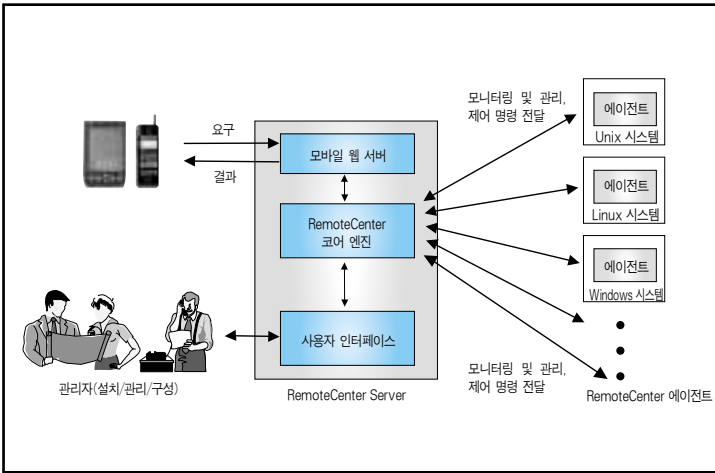 요구
결과
모바일 웹 서버
RemoteCenter
코어 엔진
사용자 인터페이스
RemoteCenter Server
관리자(설치/관리/구성)
모니터링 및 관리,
제어 명령 전달
에이전트
Unix 시스템
에이전트
Linux 시스템
에이전트
Windows 시스템
모니터링 및 관리,
제어 명령 전달
RemoteCenter 에이전트